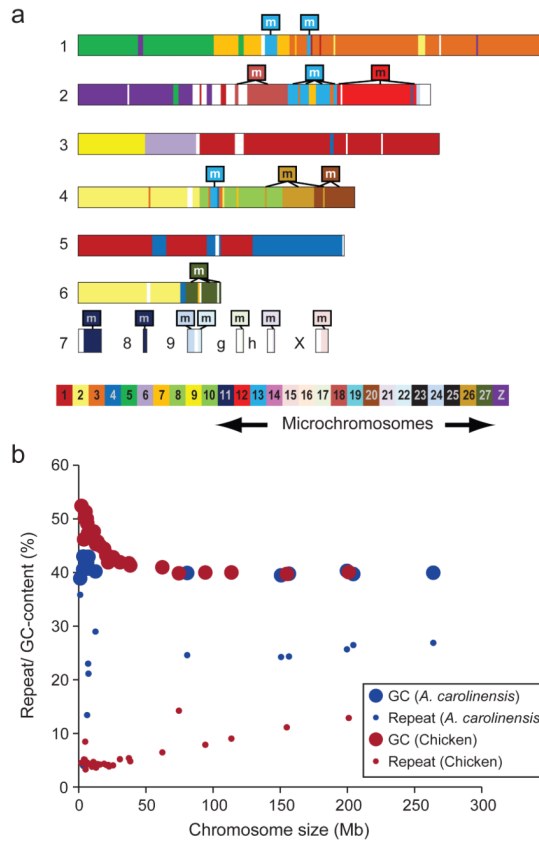 a
m m
1
m m m
2
3
m m m
4
5
m
6
m m m m m m m
7 8 9 g h X
1 2 3 4 5 6 7 8 9 10 11 12 13 14 15 16 17 18 19 20 21 22 23 24 25 26 27 Z
Microchromosomes
b
60
50
40
30
20
10
0
Repeat/ GC-content (%)
0 50 100 150 200 250 300
Chromosome size (Mb)
GC (A. carolinensis)
Repeat (A. carolinensis)
GC (Chicken)
Repeat (Chicken)